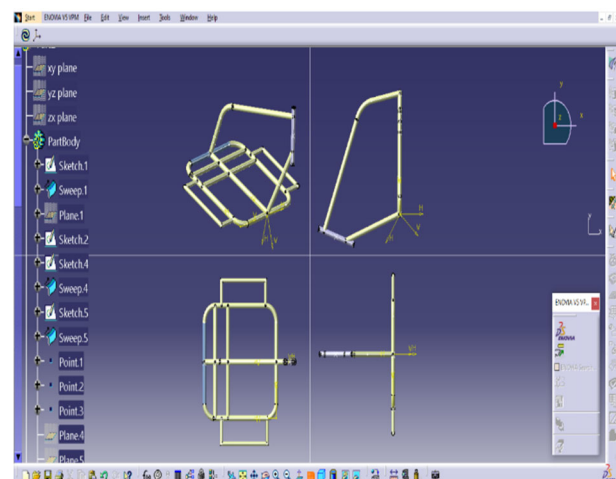 Start ENOVIA V5 VPM File Edit View Insert Tools Window Help
xy plane
yz plane
zx plane
PartBody
Sketch.1
Sweep.1
Plane.1
Sketch.2
Sketch.4
Sweep.4
Sketch.5
Sweep.5
Point.1
Point.2
Point.3
Plane.4
Plane.5
y
x
z
H
V
H
V
ENOVIA V5 VP...
ENOVIA